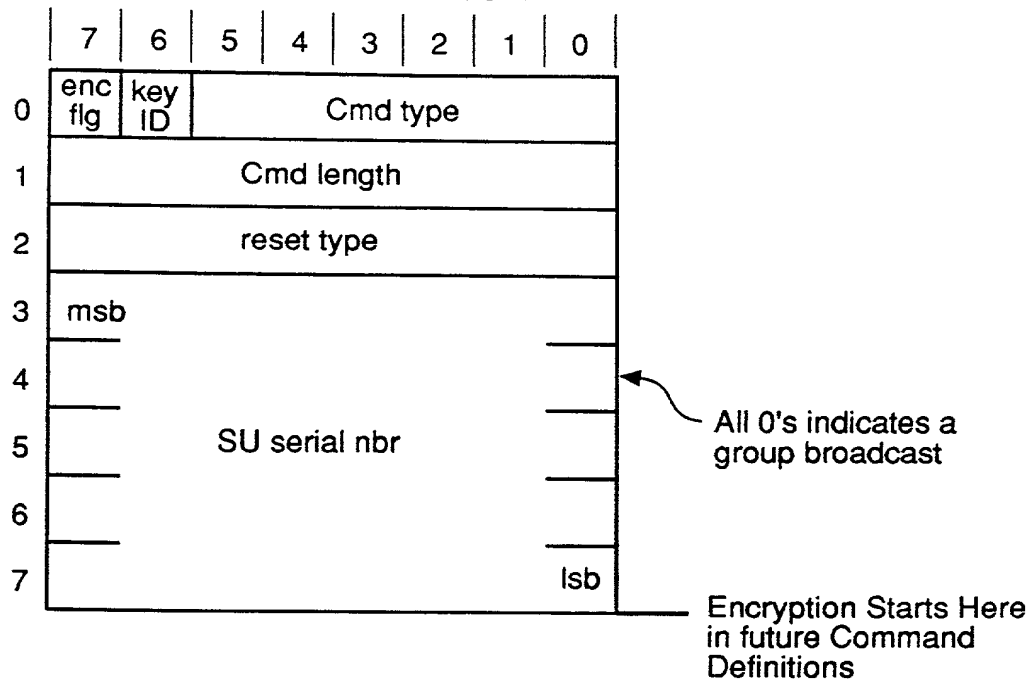 7 6 5 4 3 2 1 0
0 enc flg key ID Cmd type
1 Cmd length
2 reset type
3 msb
4
All 0's indicates a
group broadcast
5 SU serial nbr
6
7 lsb
Encryption Starts Here
in future Command
Definitions